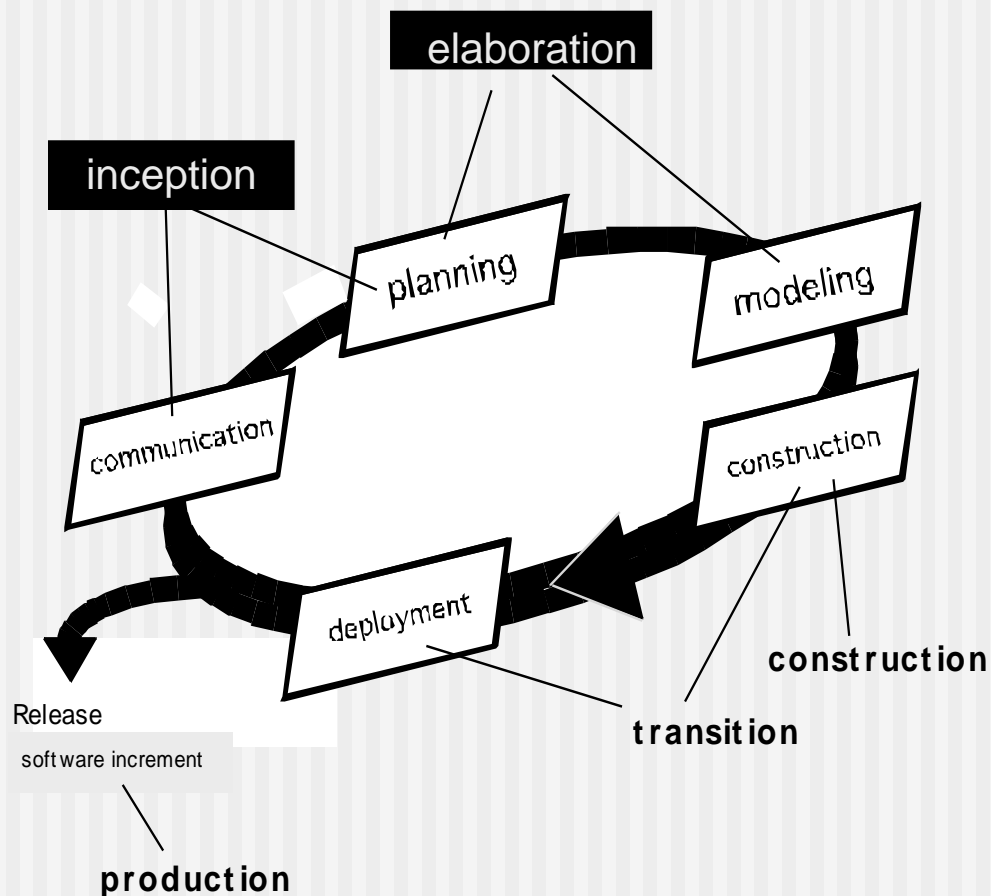 elaboration
inception
planning
modeling
communication
construction
deployment
construction
Release
transition
software increment
production